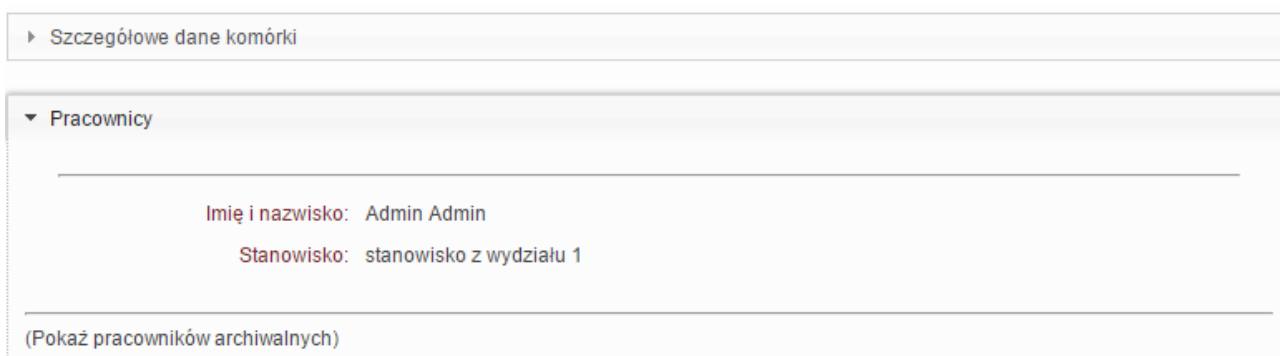 Szczegółowe dane komórki
Pracownicy
Imię i nazwisko: Admin Admin
Stanowisko: stanowisko z wydziału 1
(Pokaż pracowników archiwalnych)